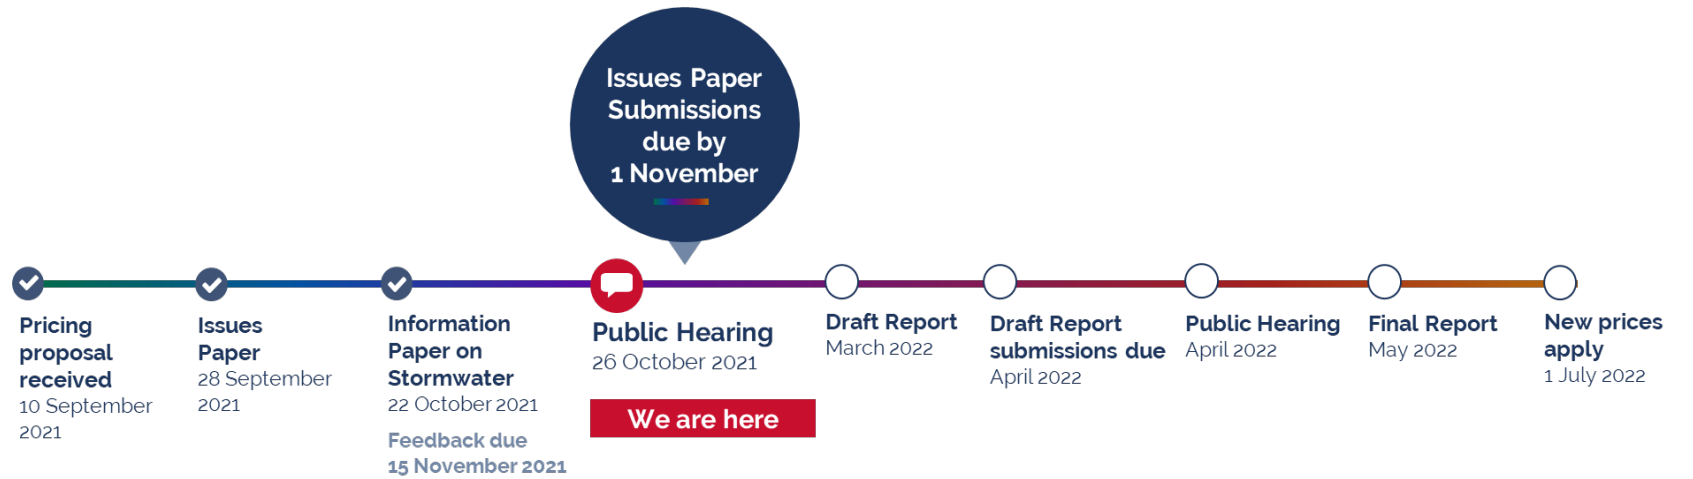 Issues Paper
Submissions
due by
1 November
Pricing
proposal
received
10 September
2021
Issues
Paper
28 September
2021
Information
Paper on
Stormwater
22 October 2021
Feedback due
15 November 2021
Public Hearing
26 October 2021
We are here
Draft Report
March 2022
Draft Report
submissions due
April 2022
Public Hearing
April 2022
Final Report
May 2022
New prices
apply
1 July 2022